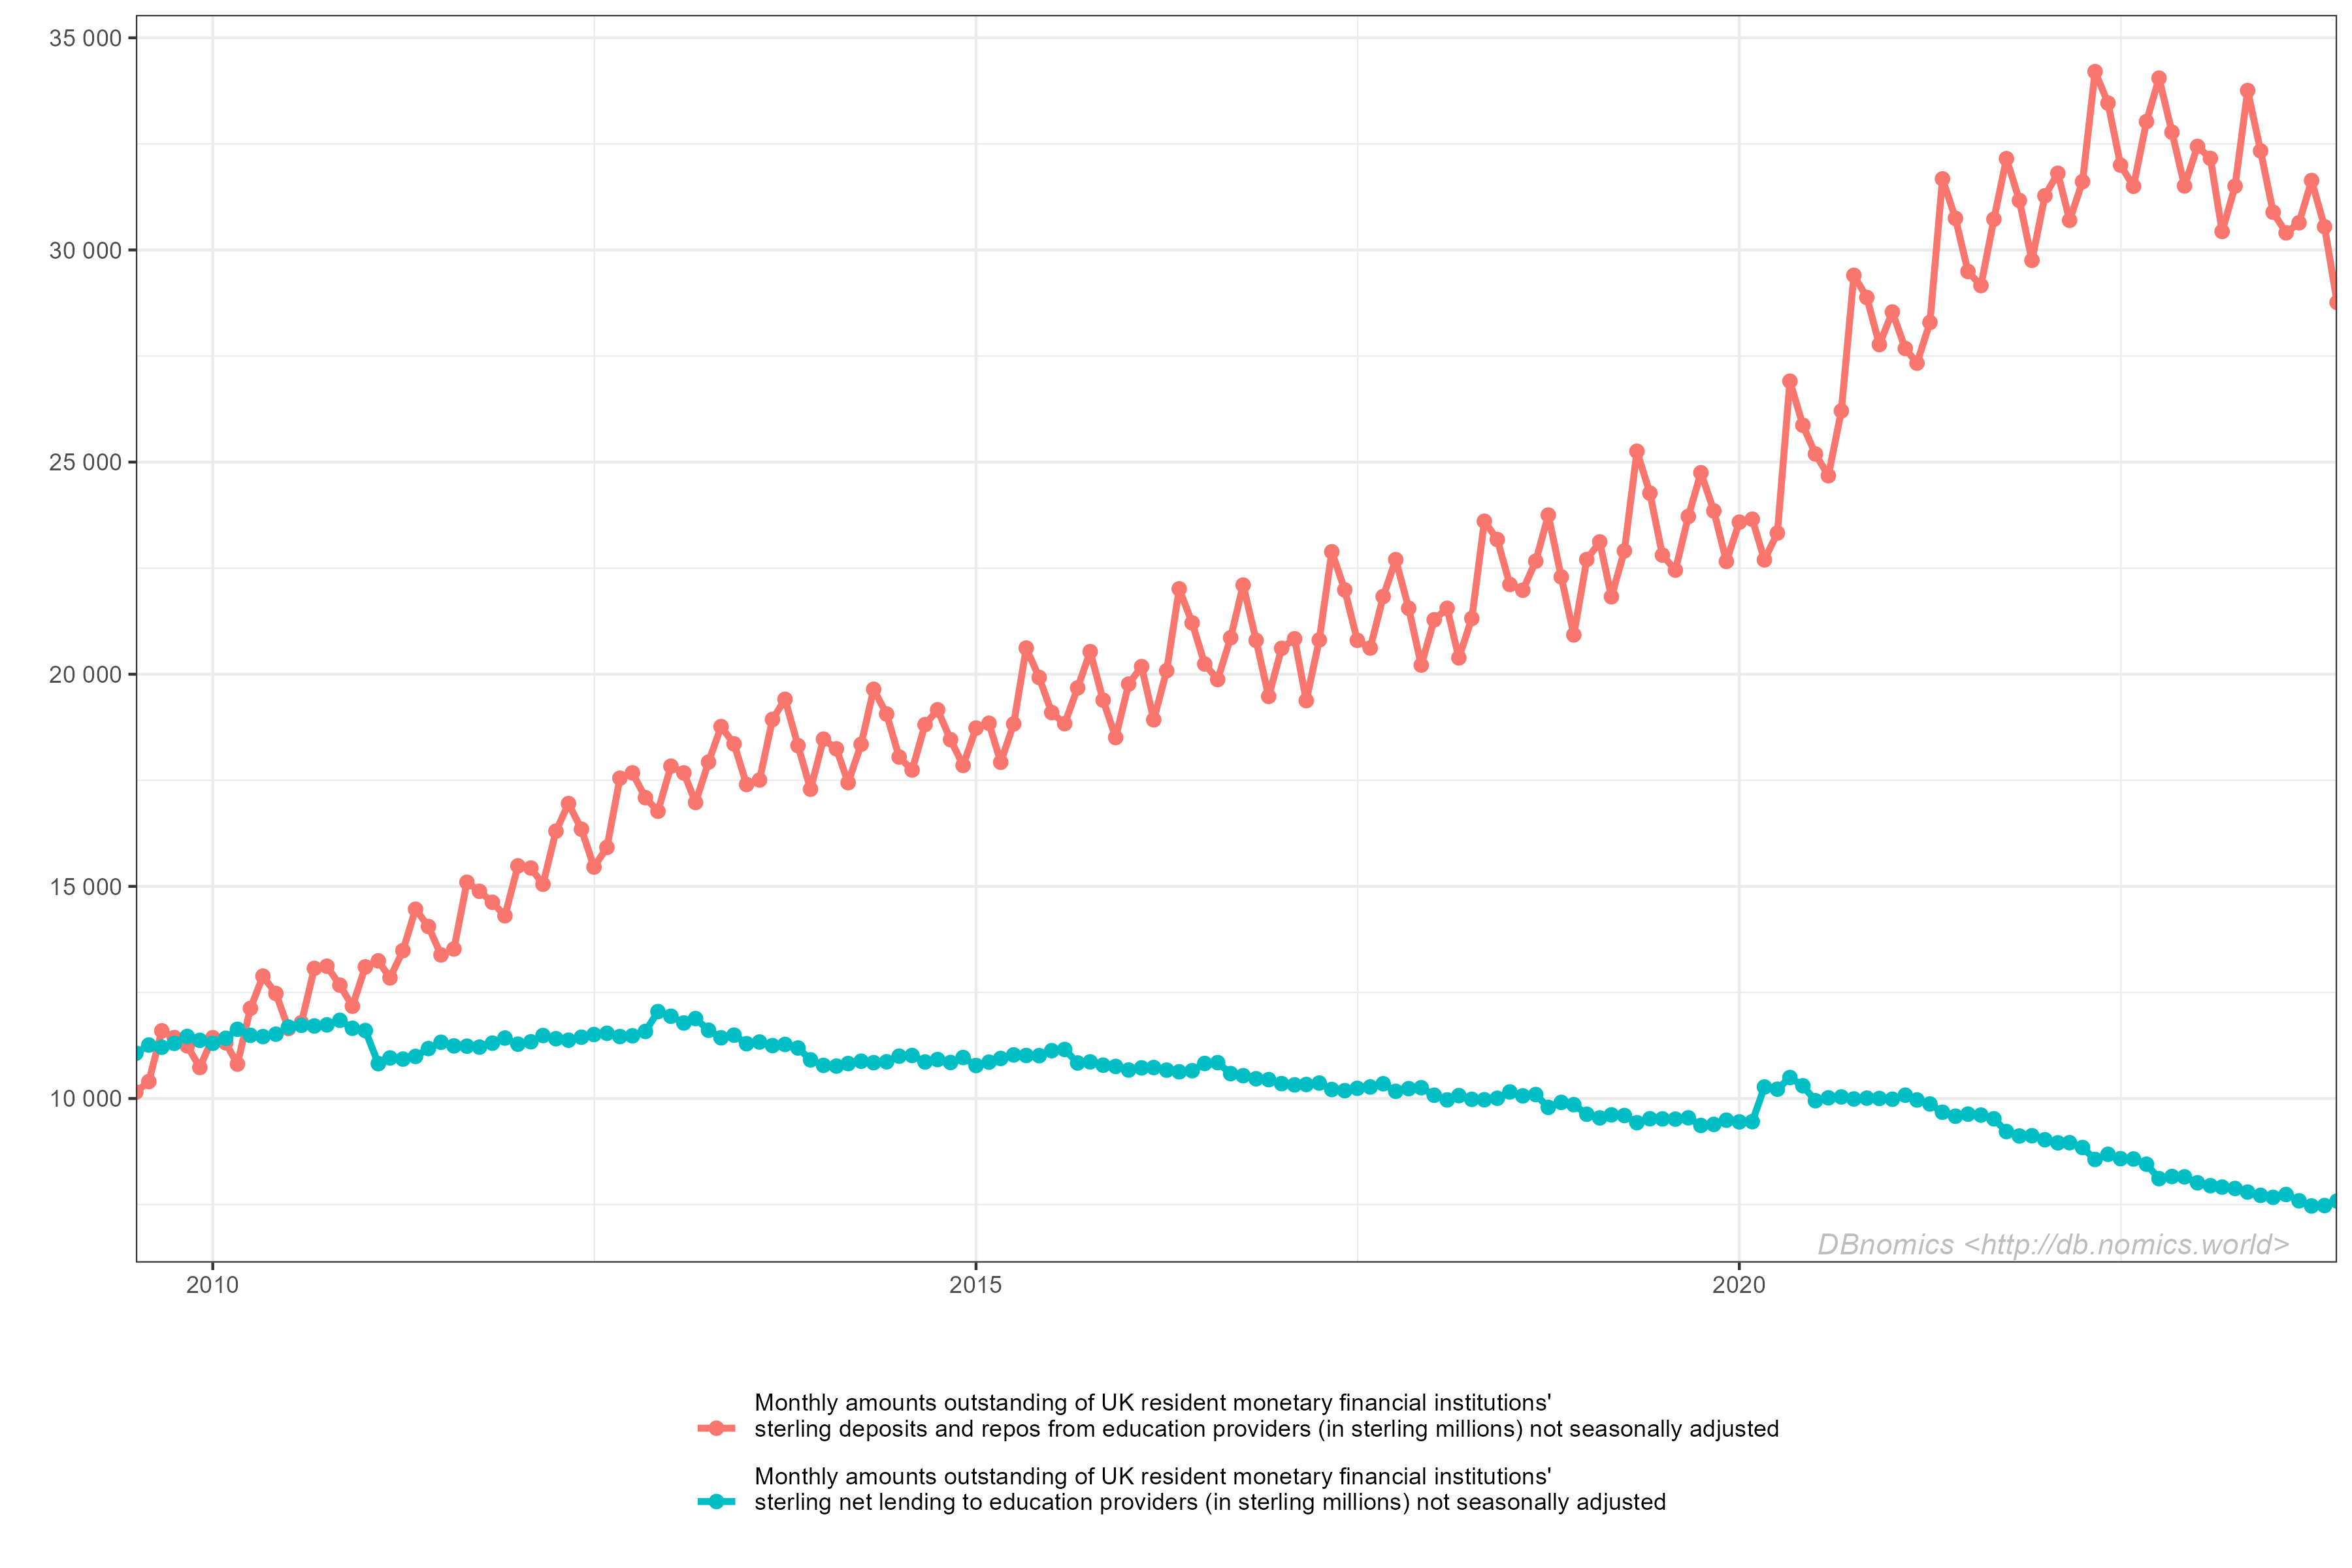 35 000
30 000
25 000
20 000
15 000
10 000
DBnomics <http://db.nomics.world>
2010
2015
2020
Monthly amounts outstanding of UK resident monetary financial institutions'
sterling deposits and repos from education providers (in sterling millions) not seasonally adjusted
Monthly amounts outstanding of UK resident monetary financial institutions'
sterling net lending to education providers (in sterling millions) not seasonally adjusted